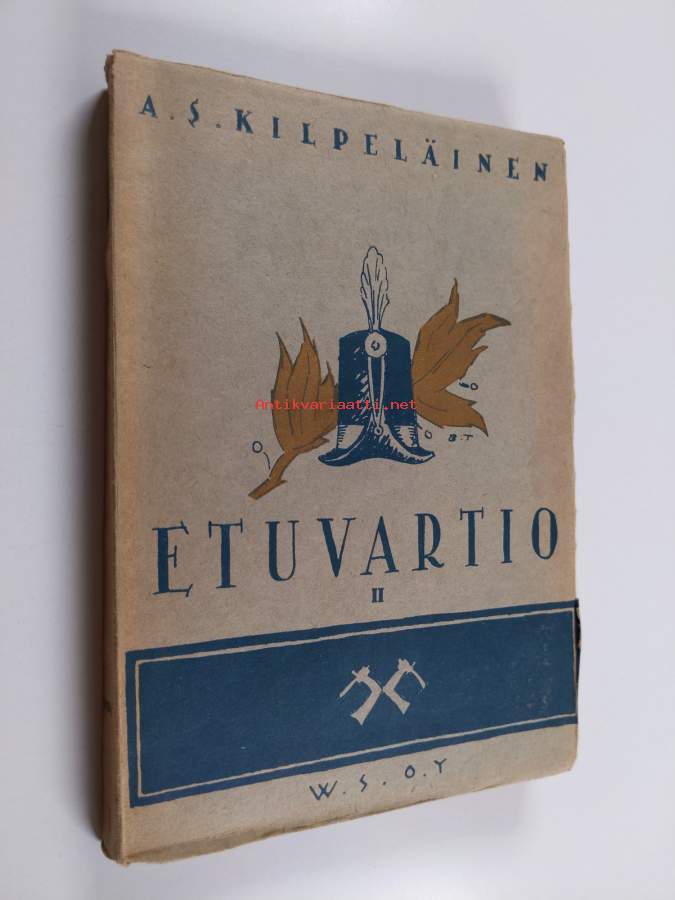 A. S. KILPELÄINEN
Antikvariaatti.net
B. T
ETUVARTIO
II
W. S. O. Y